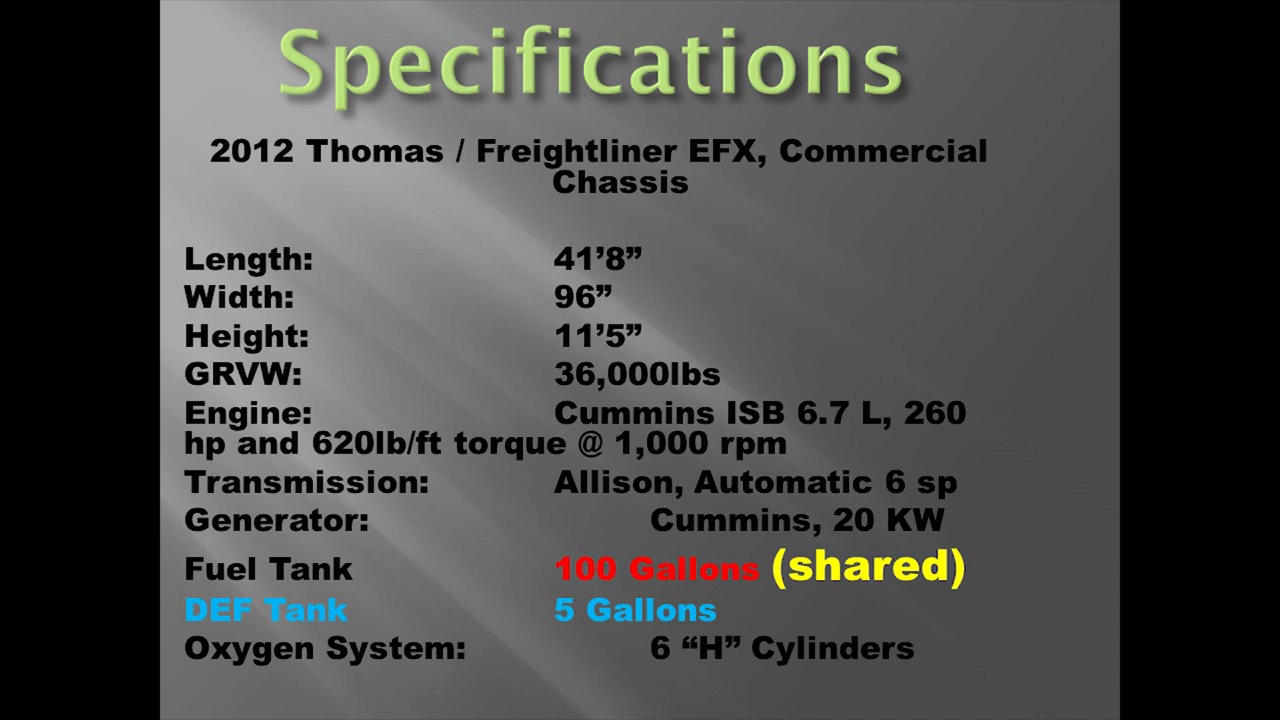 Specifications
2012 Thomas / Freightliner EFX, Commercial
Chassis
Length: 41’8”
Width: 96”
Height: 11’5”
GRVW: 36,000lbs
Engine: Cummins ISB 6.7 L, 260
hp and 620lb/ft torque @ 1,000 rpm
Transmission: Allison, Automatic 6 sp
Generator: Cummins, 20 KW
Fuel Tank 100 Gallons (shared)
DEF Tank 5 Gallons
Oxygen System: 6 “H” Cylinders